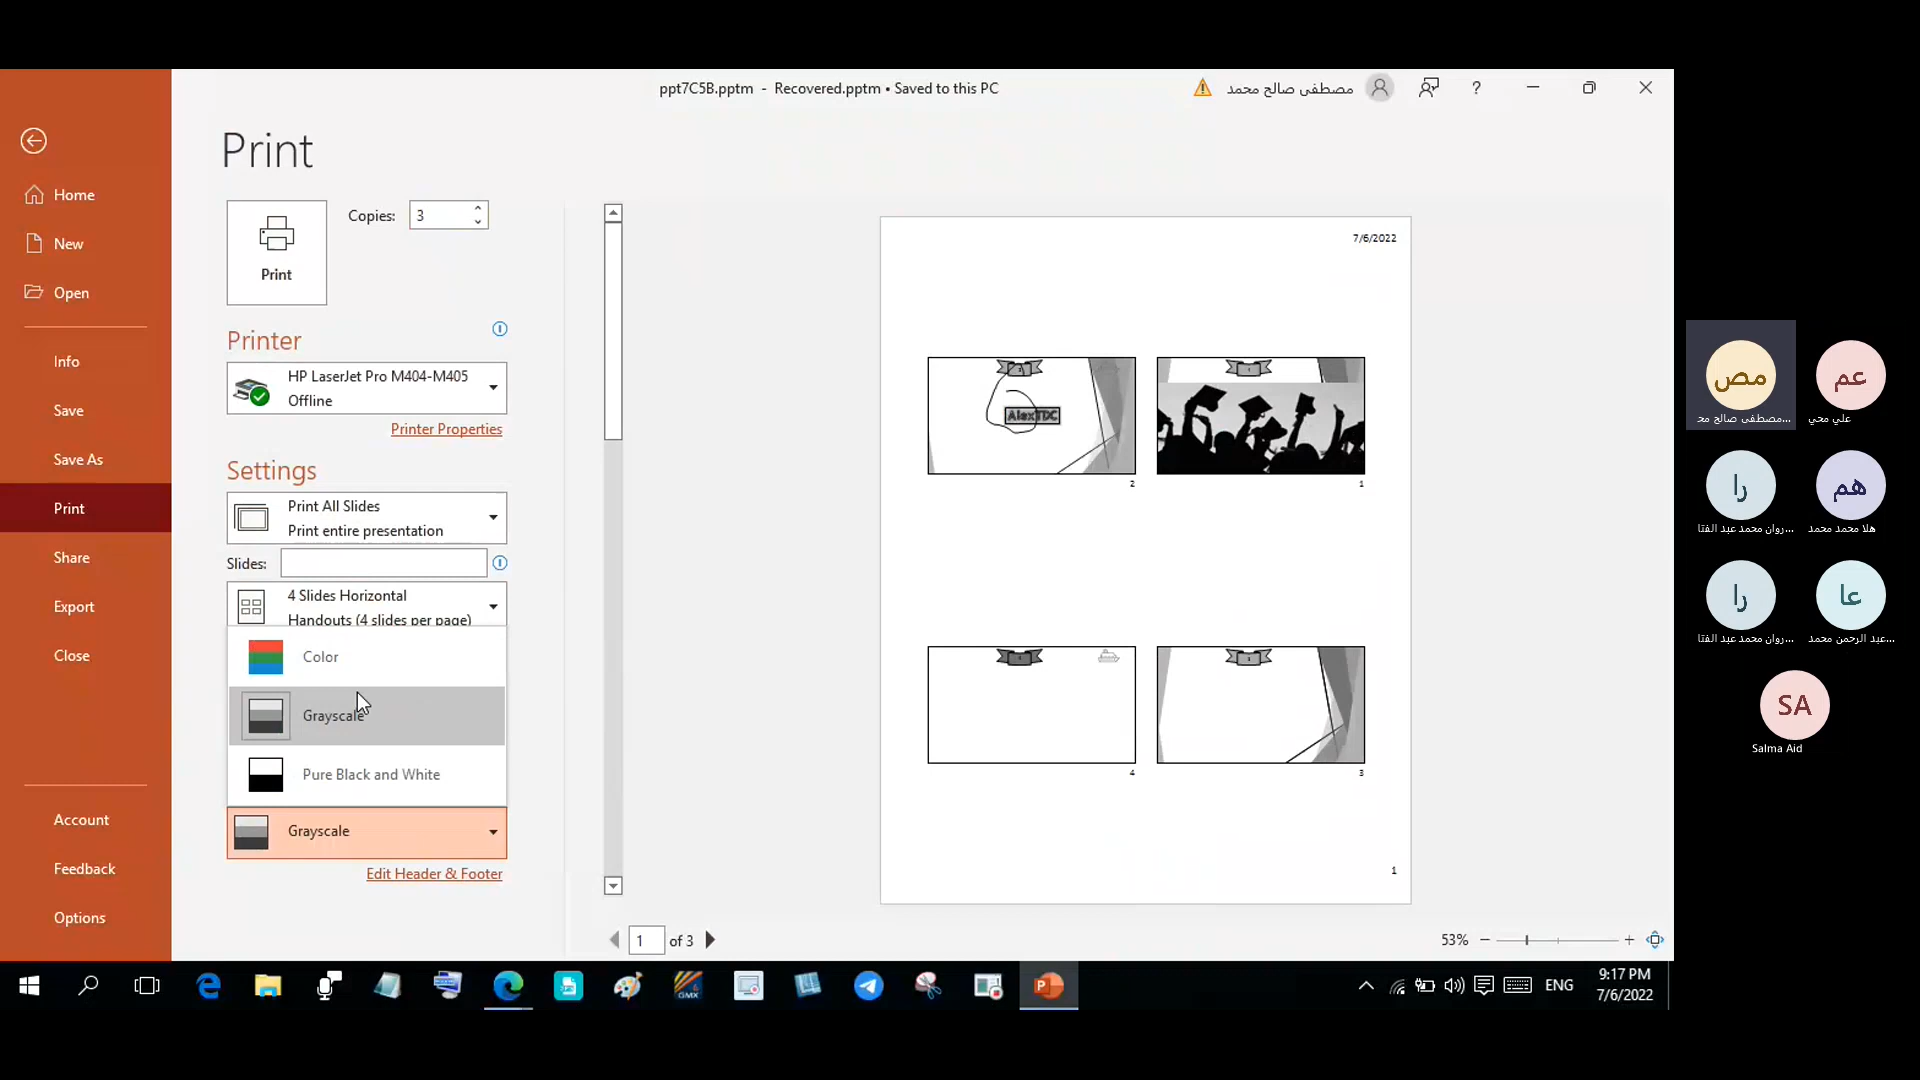 ppt7C5B.pptm - Recovered.pptm • Saved to this PC
مصطفى صالح محمد
?
Home
New
Open
Info
Save
Save As
Print
Share
Export
Close
Account
Feedback
Options
Print
Print
Copies: 3
Printer
HP LaserJet Pro M404-M405
Offline
Printer Properties
Settings
Print All Slides
Print entire presentation
Slides:
4 Slides Horizontal
Handouts (4 slides per page)
Color
Grayscale
Pure Black and White
Grayscale
Edit Header & Footer
7/6/2022
AlexTDC
2
1
4
3
1
1 of 3
53%
مص
مصطفى صالح مح...
عم
علي محي
را
روان محمد عبد الفتا...
هم
هلا محمد محمد
را
روان محمد عبد الفتا...
عا
عبد الرحمن محمد...
SA
Salma Aid
GMX
ENG
9:17 PM
7/6/2022